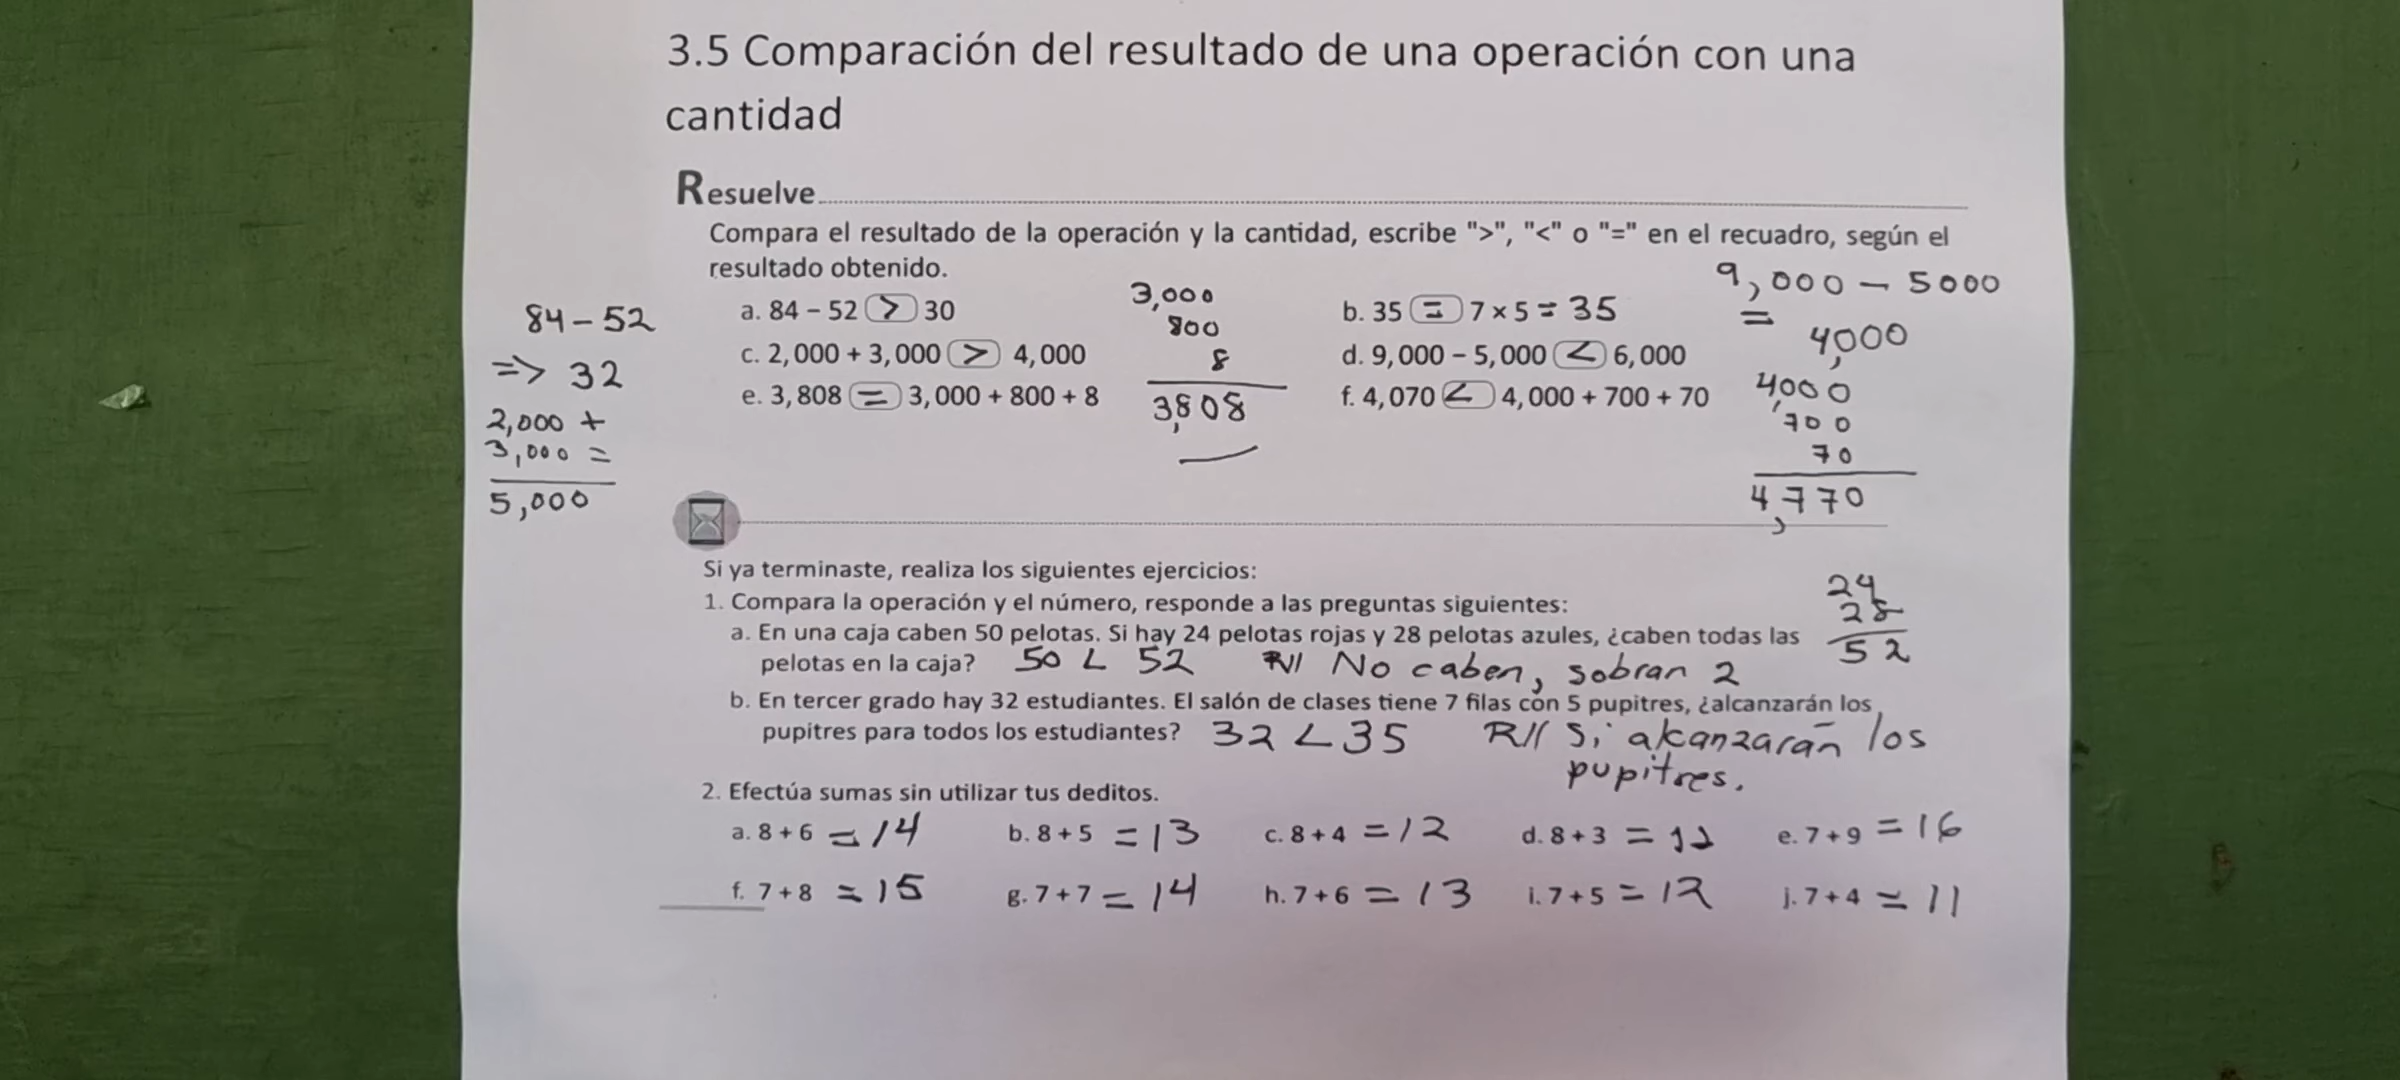 3.5 Comparación del resultado de una operación con una
cantidad
Resuelve
Compara el resultado de la operación y la cantidad, escribe ">", "<" o "=" en el recuadro, según el
resultado obtenido.
a. 84 – 52 > 30
b. 35 = 7 × 5 = 35
c. 2,000 + 3,000 > 4,000
d. 9,000 – 5,000 < 6,000
e. 3,808 = 3,000 + 800 + 8
f. 4,070 < 4,000 + 700 + 70
84 – 52
=> 32
2,000 +
3,000 =
5,000
3,000
800
8
3,808
9,000 – 5000
= 4,000
4,000
700
70
4,770
Si ya terminaste, realiza los siguientes ejercicios:
1. Compara la operación y el número, responde a las preguntas siguientes:
a. En una caja caben 50 pelotas. Si hay 24 pelotas rojas y 28 pelotas azules, ¿caben todas las
pelotas en la caja? 50 < 52 R// No caben, sobran 2
24
28
52
b. En tercer grado hay 32 estudiantes. El salón de clases tiene 7 filas con 5 pupitres, ¿alcanzarán los
pupitres para todos los estudiantes? 32 < 35 R// Si alcanzarán los
pupitres.
2. Efectúa sumas sin utilizar tus deditos.
a. 8 + 6 = 14 b. 8 + 5 = 13 c. 8 + 4 = 12 d. 8 + 3 = 11 e. 7 + 9 = 16
f. 7 + 8 = 15 g. 7 + 7 = 14 h. 7 + 6 = 13 i. 7 + 5 = 12 j. 7 + 4 = 11